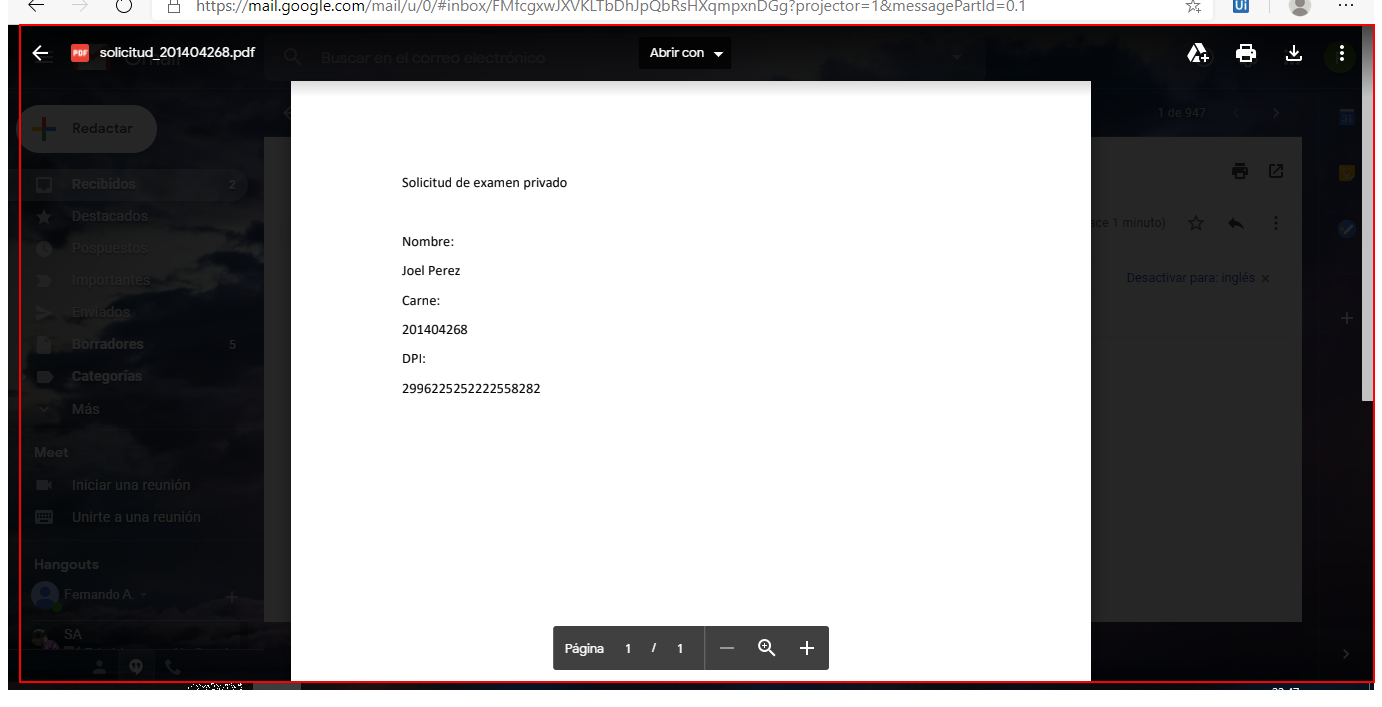 https://mail.google.com/mail/u/0/#inbox/FMfcgxwJXVKLTbDhJpQbRsHXqmpxnDGg?projector=1&messagePartId=0.1
PDF solicitud_201404268.pdf
Gmail
Buscar en el correo electrónico
Abrir con
Redactar
1 de 947
Recibidos 2
Destacados
Pospuestos
Importantes
Enviados
Borradores 5
Categorías
Más
Meet
Iniciar una reunión
Unirte a una reunión
Hangouts
Fernando A.
SA
ace 1 minuto)
Desactivar para: inglés ×
Solicitud de examen privado
Nombre:
Joel Perez
Carne:
201404268
DPI:
2996225252222558282
Página 1 / 1